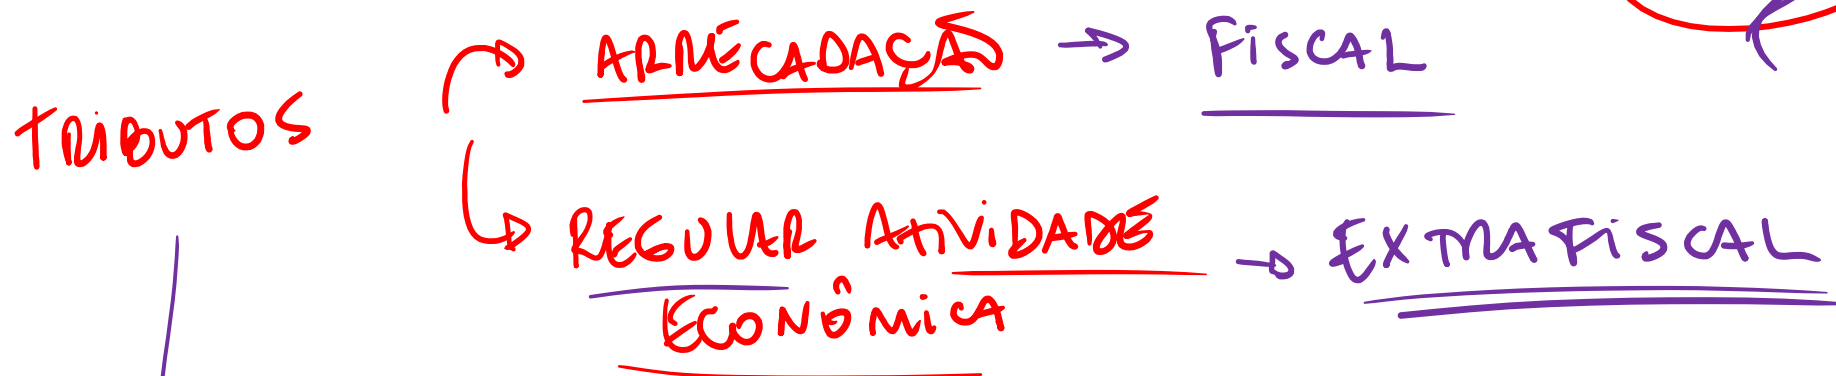 ARRECADAÇÃO → FISCAL
TRIBUTOS
REGULAR ATIVIDADE → EXTRAFISCAL
ECONÔMICA